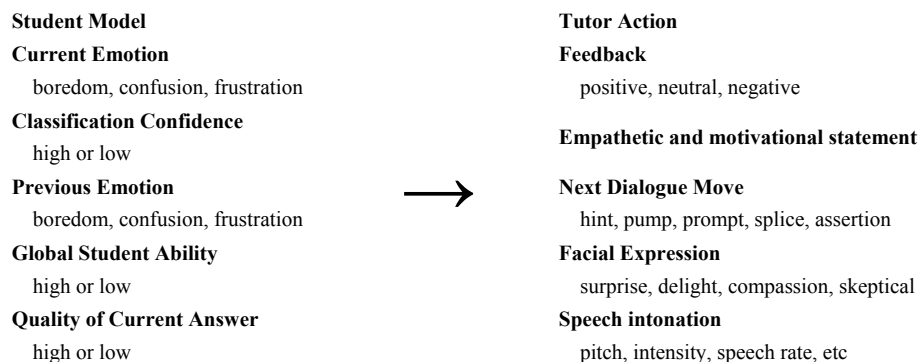 Student Model
Current Emotion
boredom, confusion, frustration
Classification Confidence
high or low
Previous Emotion
boredom, confusion, frustration
Global Student Ability
high or low
Quality of Current Answer
high or low
Tutor Action
Feedback
positive, neutral, negative
Empathetic and motivational statement
Next Dialogue Move
hint, pump, prompt, splice, assertion
Facial Expression
surprise, delight, compassion, skeptical
Speech intonation
pitch, intensity, speech rate, etc